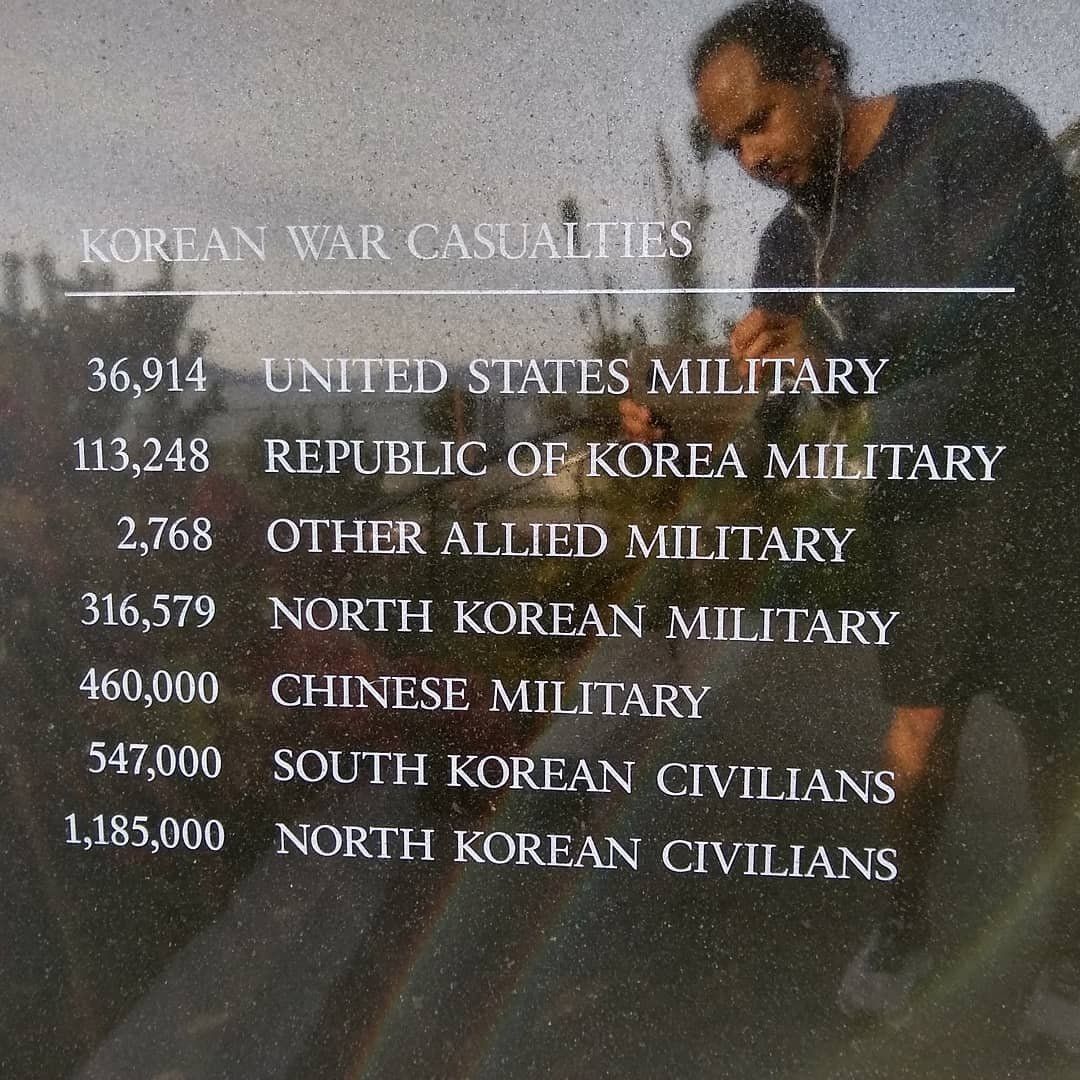 KOREAN WAR CASUALTIES
36,914 UNITED STATES MILITARY
113,248 REPUBLIC OF KOREA MILITARY
2,768 OTHER ALLIED MILITARY
316,579 NORTH KOREAN MILITARY
460,000 CHINESE MILITARY
547,000 SOUTH KOREAN CIVILIANS
1,185,000 NORTH KOREAN CIVILIANS